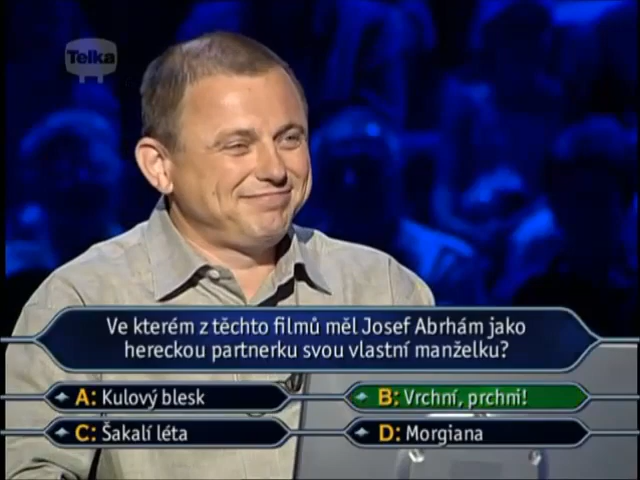 Telka
Ve kterém z těchto filmů měl Josef Abrhám jako
hereckou partnerku svou vlastní manželku?
A: Kulový blesk
B: Vrchní, prchni!
C: Šakalí léta
D: Morgiana